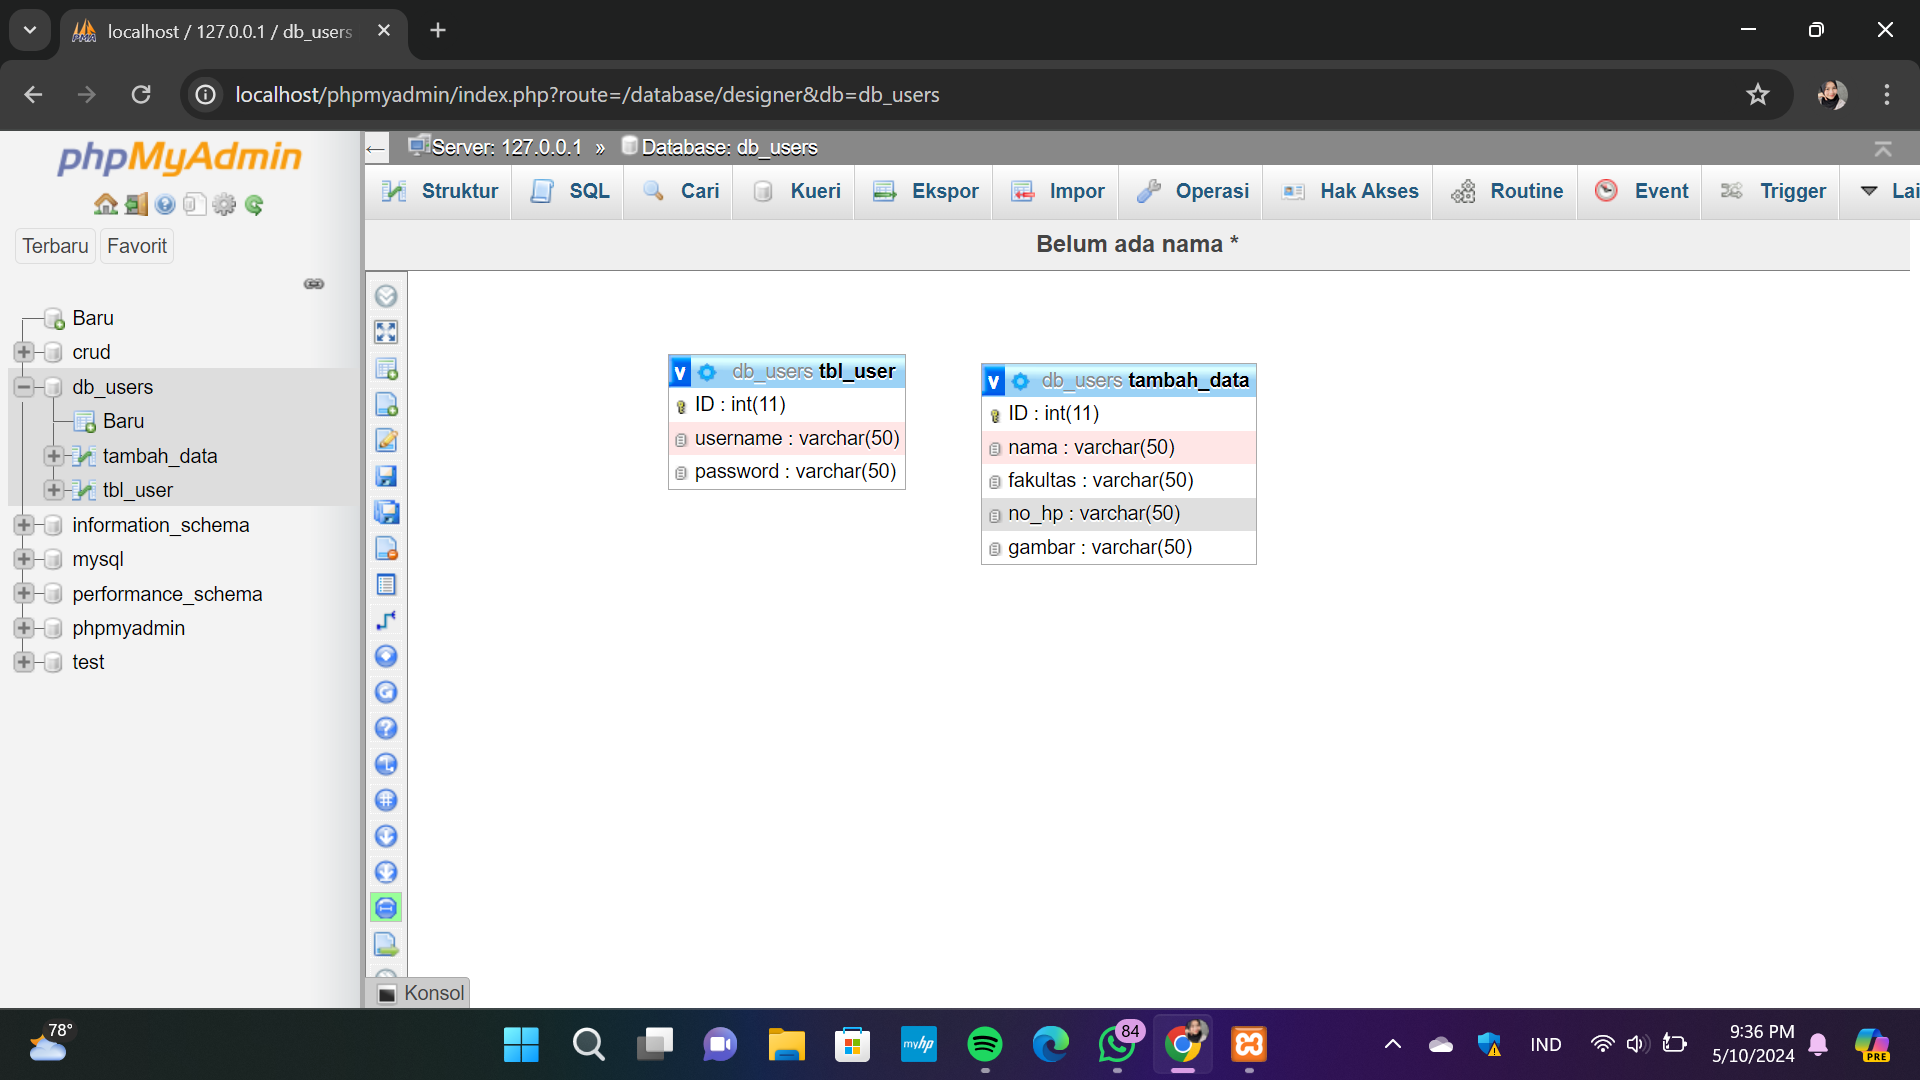 localhost / 127.0.0.1 / db_users
localhost/phpmyadmin/index.php?route=/database/designer&db=db_users
phpMyAdmin
Terbaru Favorit
Baru
crud
db_users
Baru
tambah_data
tbl_user
information_schema
mysql
performance_schema
phpmyadmin
test
Server: 127.0.0.1 » Database: db_users
Struktur SQL Cari Kueri Ekspor Impor Operasi Hak Akses Routine Event Trigger Lai
Belum ada nama *
v db_users tbl_user
ID : int(11)
username : varchar(50)
password : varchar(50)
v db_users tambah_data
ID : int(11)
nama : varchar(50)
fakultas : varchar(50)
no_hp : varchar(50)
gambar : varchar(50)
Konsol
78°
myhp
84
IND
9:36 PM
5/10/2024
PRE